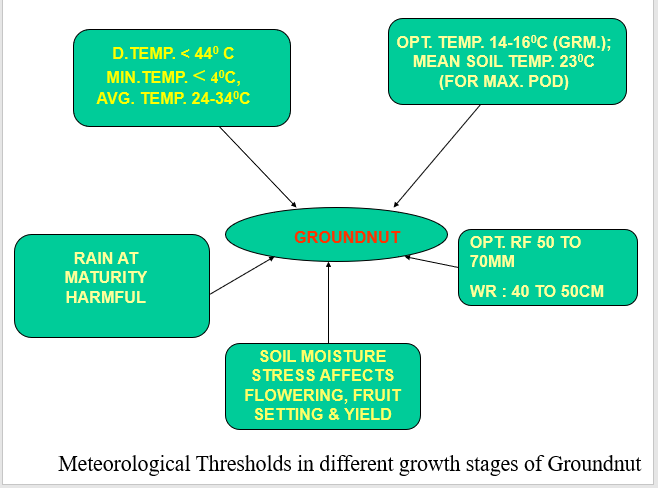 D.TEMP. < 44⁰ C
MIN.TEMP. < 4⁰C,
AVG. TEMP. 24-34⁰C
OPT. TEMP. 14-16⁰C (GRM.);
MEAN SOIL TEMP. 23⁰C
(FOR MAX. POD)
GROUNDNUT
RAIN AT
MATURITY
HARMFUL
OPT. RF 50 TO
70MM
WR : 40 TO 50CM
SOIL MOISTURE
STRESS AFFECTS
FLOWERING, FRUIT
SETTING & YIELD
Meteorological Thresholds in different growth stages of Groundnut